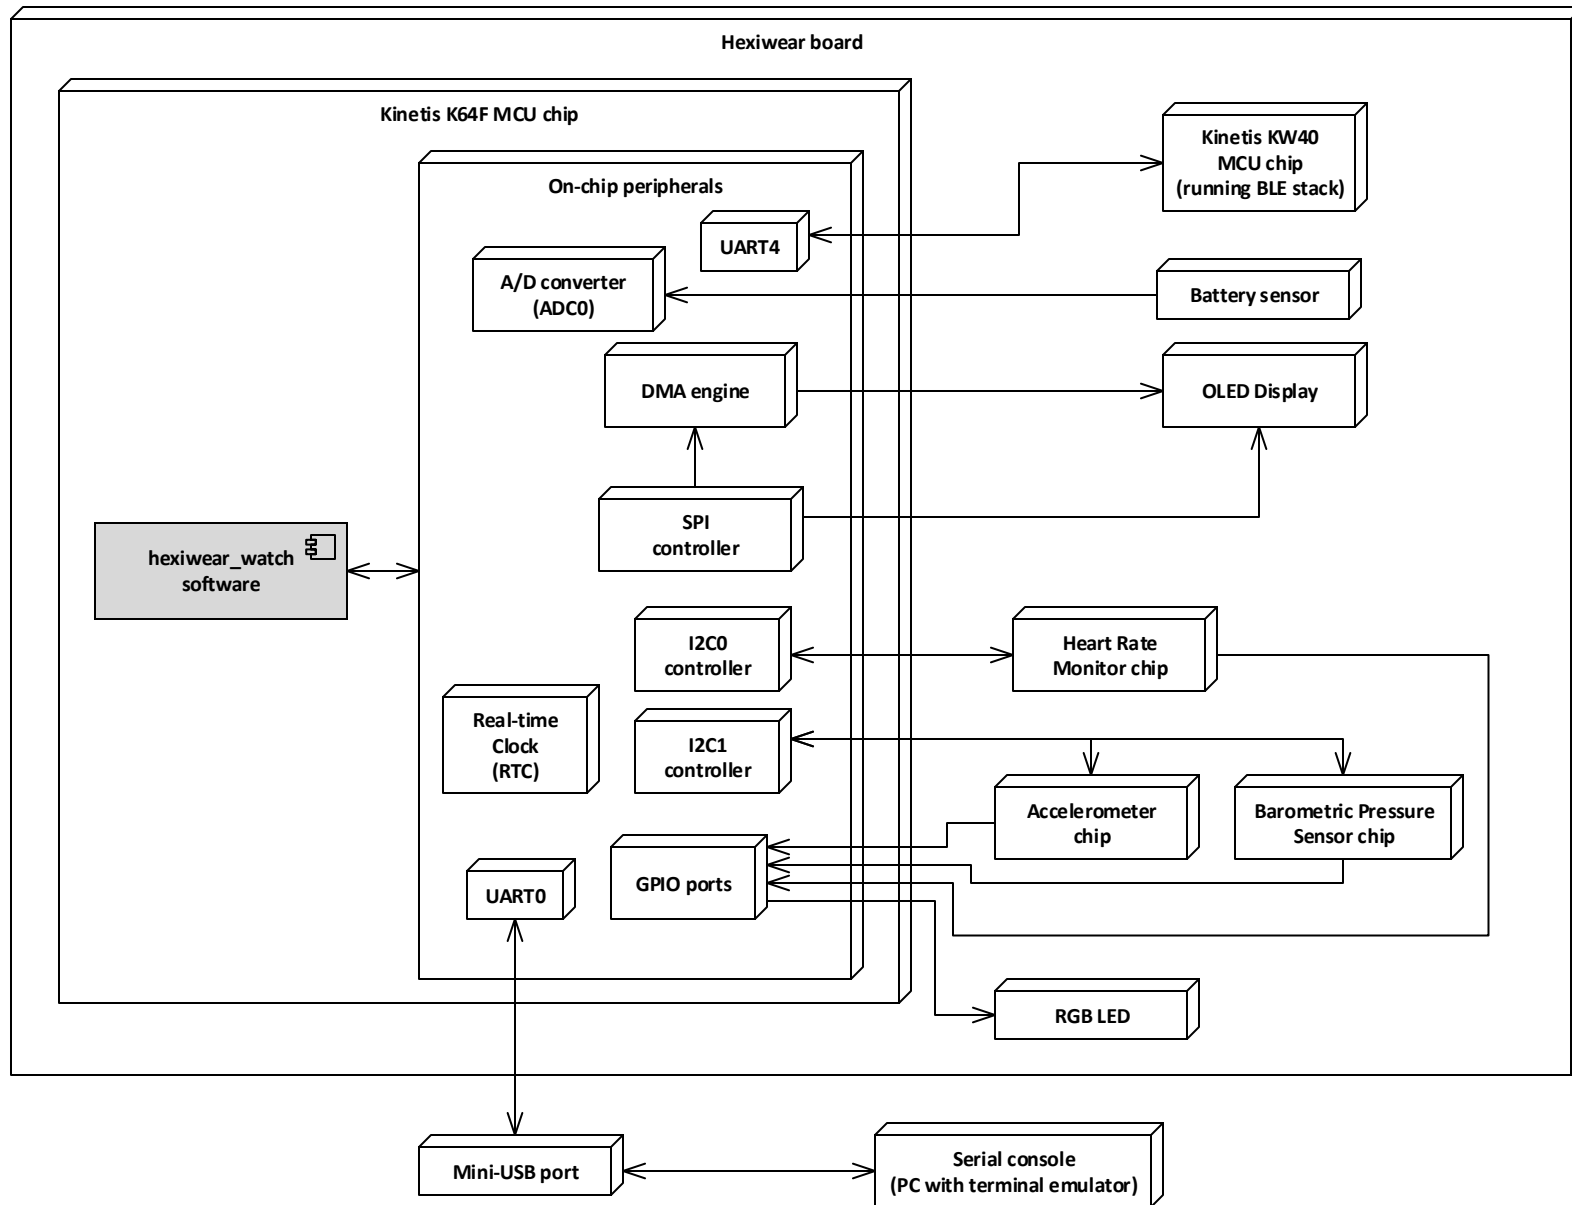 Hexiwear board
Kinetis K64F MCU chip
On-chip peripherals
Kinetis KW40
MCU chip
(running BLE stack)
UART4
A/D converter
(ADC0)
Battery sensor
DMA engine
OLED Display
SPI
controller
hexiwear_watch
software
I2C0
controller
Heart Rate
Monitor chip
Real-time
Clock
(RTC)
I2C1
controller
Accelerometer
chip
Barometric Pressure
Sensor chip
UART0
GPIO ports
RGB LED
Mini-USB port
Serial console
(PC with terminal emulator)